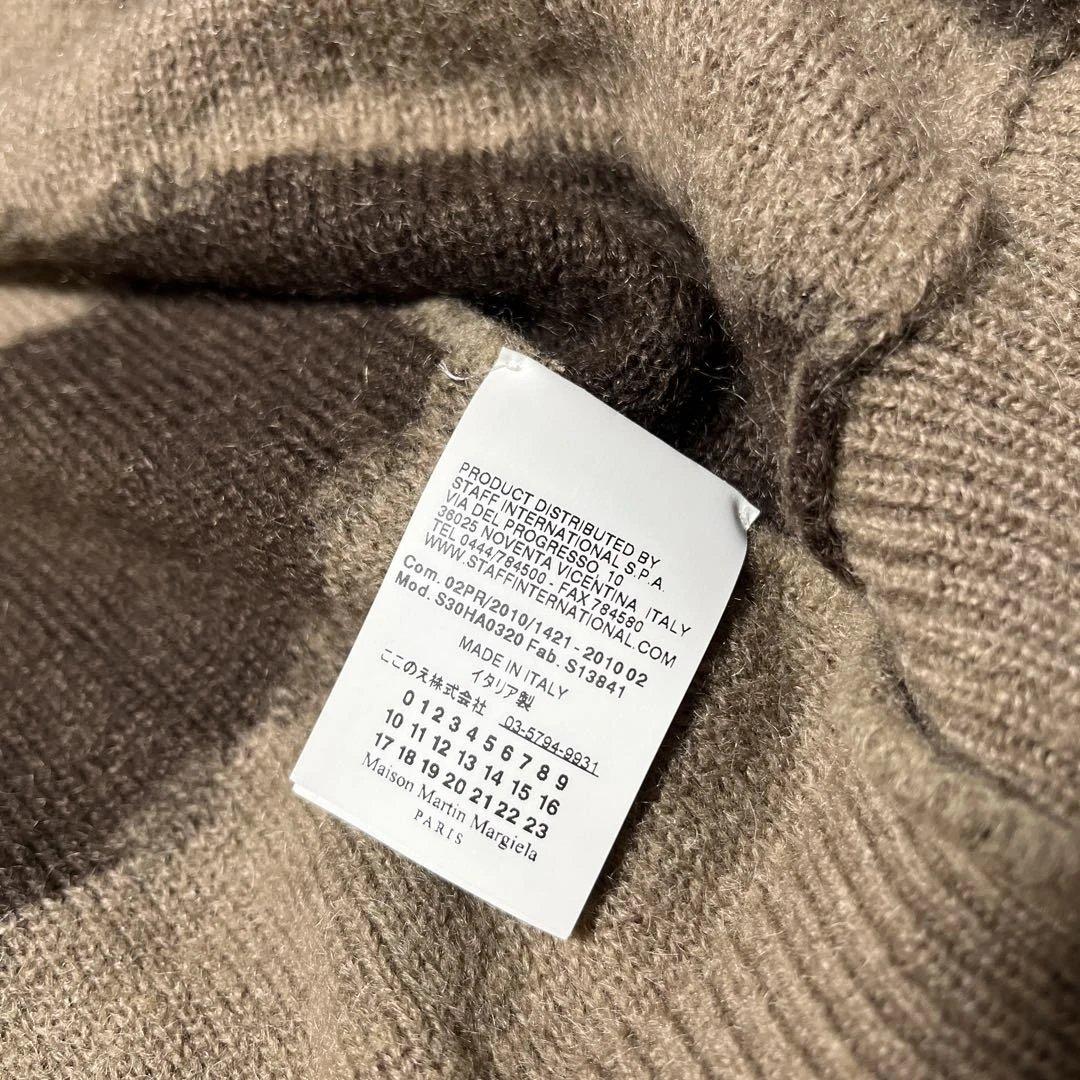 PRODUCT DISTRIBUTED BY
STAFF INTERNATIONAL S.P.A.
VIA DEL PROGRESSO, 10
36025 NOVENTA VICENTINA, ITALY
TEL 0444/784500 - FAX 784580
WWW.STAFFINTERNATIONAL.COM
Com. 02PR/2010/1421 - 2010 02
Mod. S30HA0320 Fab. S13841
MADE IN ITALY
イタリア製
ここのえ株式会社 03-5794-9931
0 1 2 3 4 5 6 7 8 9
10 11 12 13 14 15 16
17 18 19 20 21 22 23
Maison Martin Margiela
PARIS